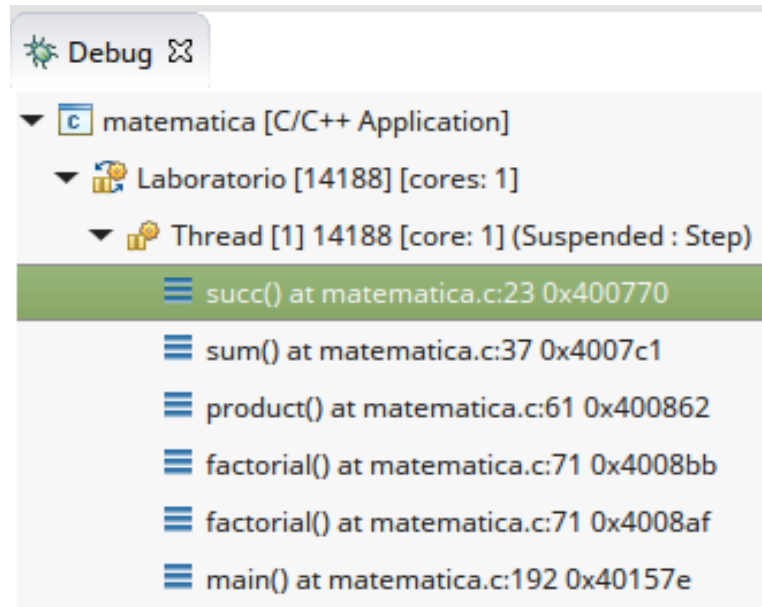 Debug
matematica [C/C++ Application]
Laboratorio [14188] [cores: 1]
Thread [1] 14188 [core: 1] (Suspended : Step)
succ() at matematica.c:23 0x400770
sum() at matematica.c:37 0x4007c1
product() at matematica.c:61 0x400862
factorial() at matematica.c:71 0x4008bb
factorial() at matematica.c:71 0x4008af
main() at matematica.c:192 0x40157e